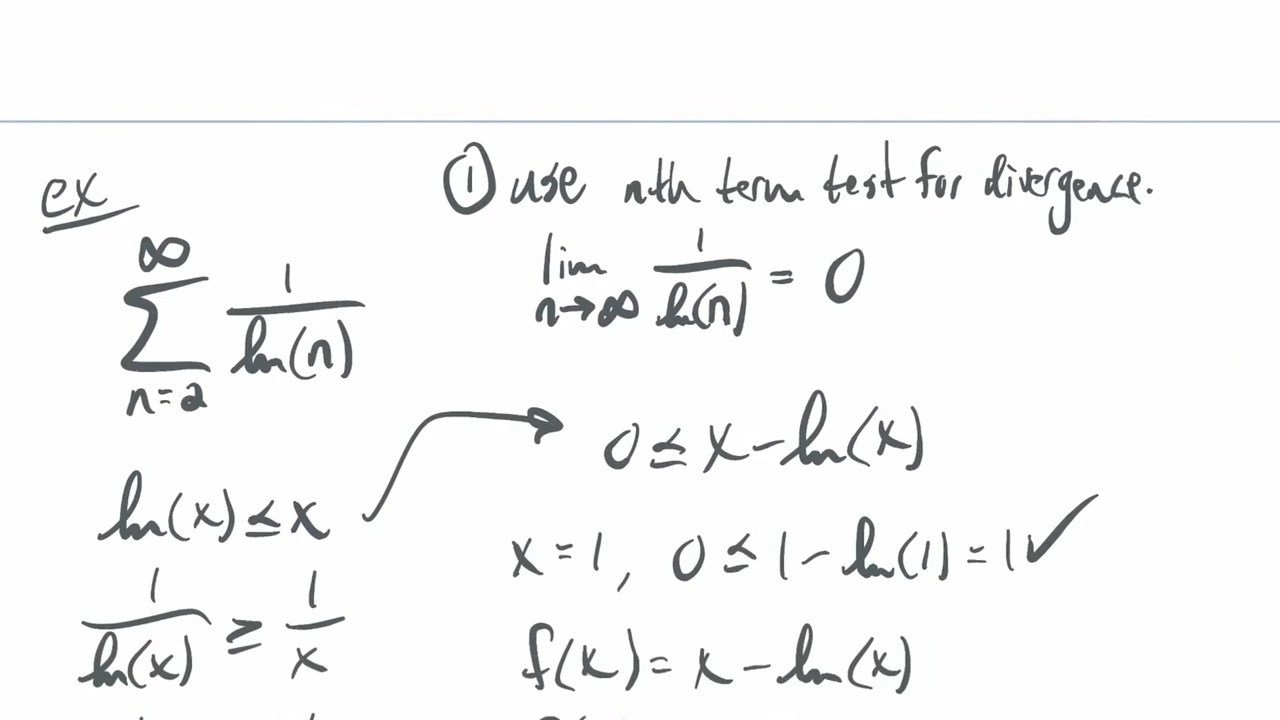 ex
∞
∑ 1/ln(n)
n=2
ln(x) ≤ x
1/ln(x) ≥ 1/x
① use nth term test for divergence.
lim n→∞ 1/ln(n) = 0
0 ≤ x - ln(x)
x = 1, 0 ≤ 1 - ln(1) = 1 ✓
f(x) = x - ln(x)